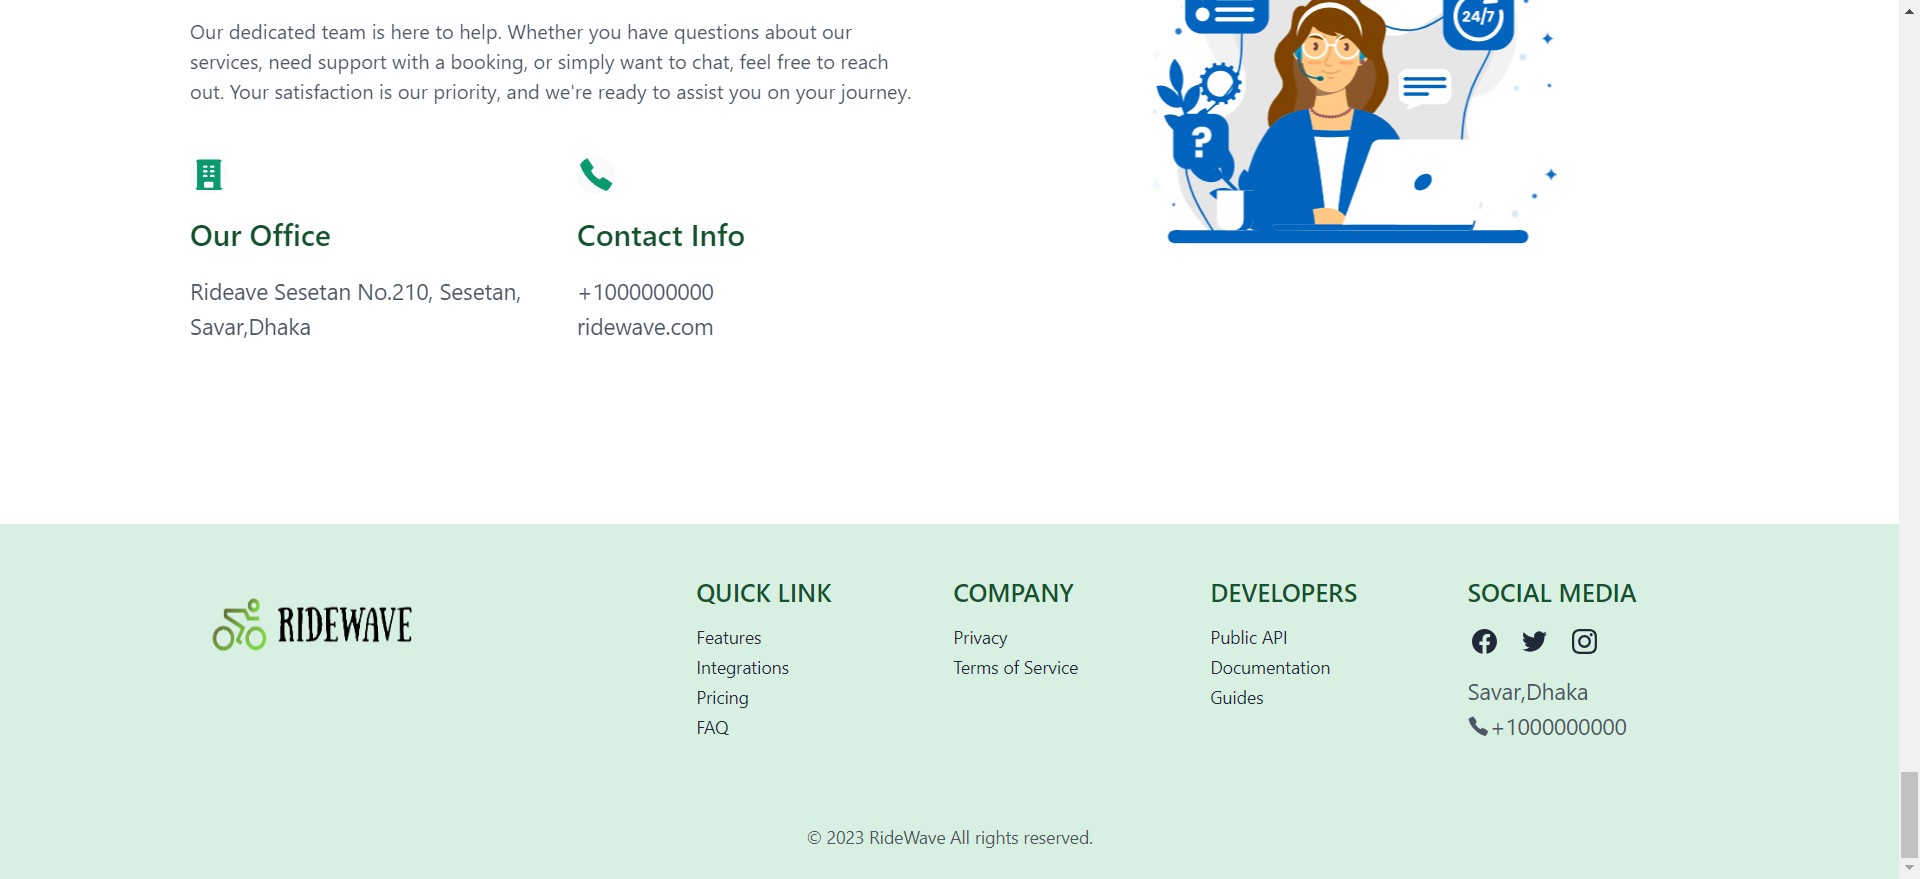 Our dedicated team is here to help. Whether you have questions about our
services, need support with a booking, or simply want to chat, feel free to reach
out. Your satisfaction is our priority, and we're ready to assist you on your journey.
24/7
?
Our Office
Rideave Sesetan No.210, Sesetan,
Savar,Dhaka
Contact Info
+1000000000
ridewave.com
RIDEWAVE
QUICK LINK
Features
Integrations
Pricing
FAQ
COMPANY
Privacy
Terms of Service
DEVELOPERS
Public API
Documentation
Guides
SOCIAL MEDIA
Savar,Dhaka
+1000000000
© 2023 RideWave All rights reserved.